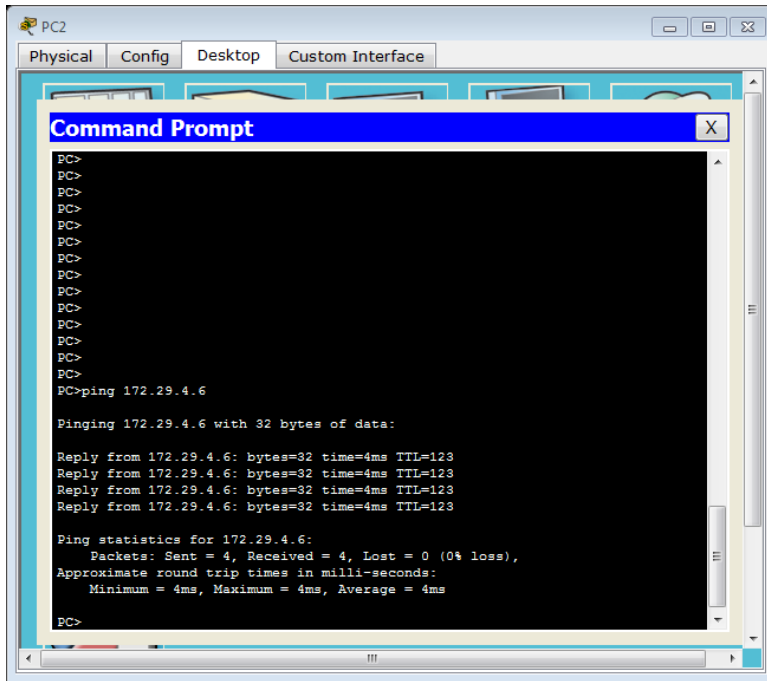 PC2
Physical Config Desktop Custom Interface
Command Prompt
X
PC>
PC>
PC>
PC>
PC>
PC>
PC>
PC>
PC>
PC>
PC>
PC>
PC>
PC>
PC>ping 172.29.4.6
Pinging 172.29.4.6 with 32 bytes of data:
Reply from 172.29.4.6: bytes=32 time=4ms TTL=123
Reply from 172.29.4.6: bytes=32 time=4ms TTL=123
Reply from 172.29.4.6: bytes=32 time=4ms TTL=123
Reply from 172.29.4.6: bytes=32 time=4ms TTL=123
Ping statistics for 172.29.4.6:
Packets: Sent = 4, Received = 4, Lost = 0 (0% loss),
Approximate round trip times in milli-seconds:
Minimum = 4ms, Maximum = 4ms, Average = 4ms
PC>